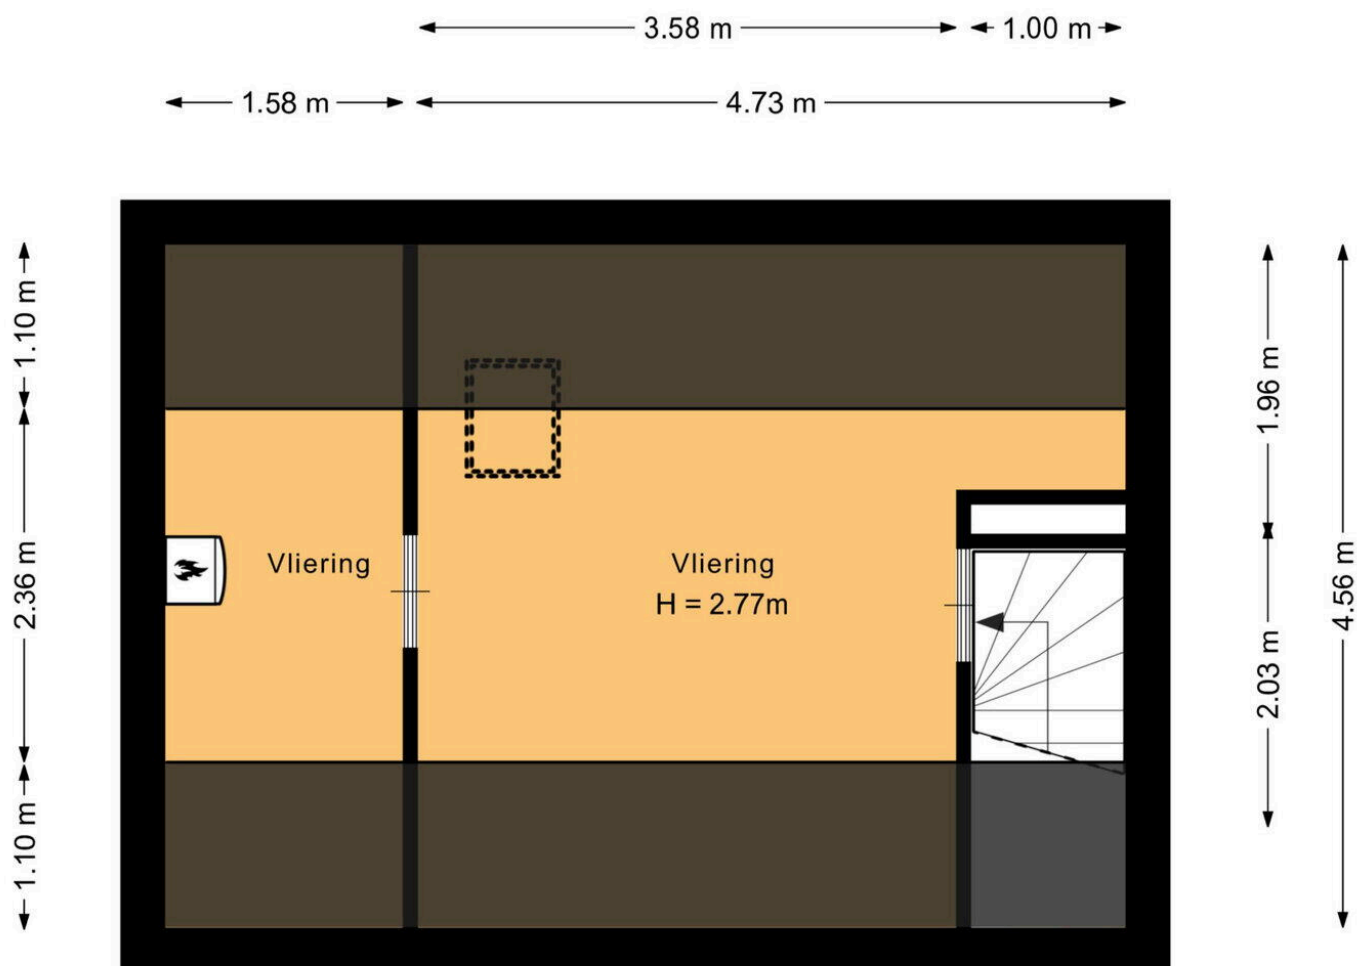 3.58 m
1.00 m
1.58 m
4.73 m
1.10 m
2.36 m
1.10 m
Vliering
Vliering
H = 2.77m
1.96 m
2.03 m
4.56 m